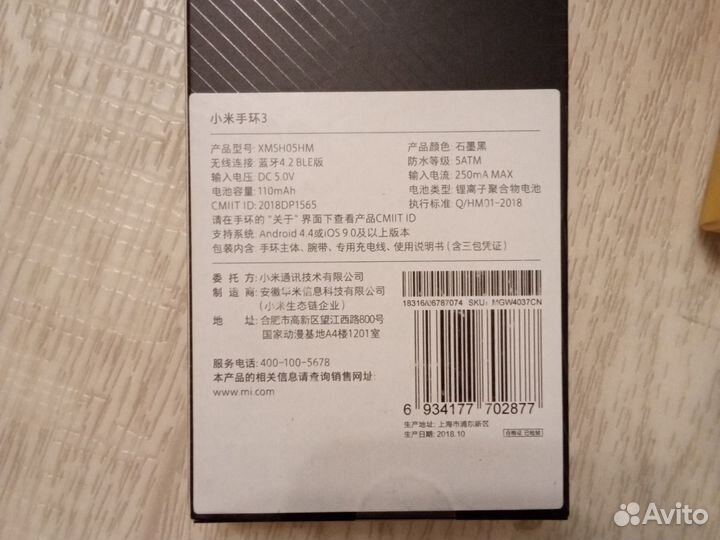 小米手环3
产品型号: XMSH05HM
产品颜色: 石墨黑
无线连接: 蓝牙4.2 BLE版
防水等级: 5ATM
输入电压: DC 5.0V
输入电流: 250mA MAX
电池容量: 110mAh
电池类型: 锂离子聚合物电池
CMIIT ID: 2018DP1565
执行标准: Q/HM01-2018
请在手环的“关于”界面下查看产品CMIIT ID
支持系统: Android 4.4或iOS 9.0及以上版本
包装内含: 手环主体、腕带、专用充电线、使用说明书（含三包凭证）
委托方: 小米通讯技术有限公司
制造商: 安徽华米信息科技有限公司
(小米生态链企业)
地址: 合肥市高新区望江西路800号
国家动漫基地A4楼1201室
18316/06787074 SKU: MGW4037CN
服务电话: 400-100-5678
本产品的相关信息请查询销售网址:
www.mi.com
6 934177 702877
生产地址: 上海市浦东新区
生产日期: 2018.10
合格证 已检验
Avito